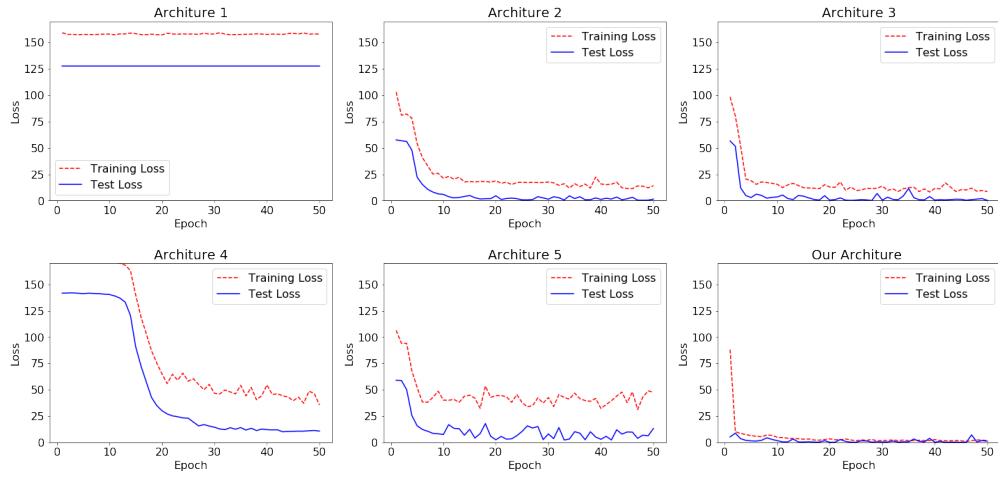 Architure 1
150
125
100
75
50
25
0
Loss
Training Loss
Test Loss
0 10 20 30 40 50
Epoch
Architure 2
150
125
100
75
50
25
0
Loss
Training Loss
Test Loss
0 10 20 30 40 50
Epoch
Architure 3
150
125
100
75
50
25
0
Loss
Training Loss
Test Loss
0 10 20 30 40 50
Epoch
Architure 4
150
125
100
75
50
25
0
Loss
Training Loss
Test Loss
0 10 20 30 40 50
Epoch
Architure 5
150
125
100
75
50
25
0
Loss
Training Loss
Test Loss
0 10 20 30 40 50
Epoch
Our Architure
150
125
100
75
50
25
0
Loss
Training Loss
Test Loss
0 10 20 30 40 50
Epoch